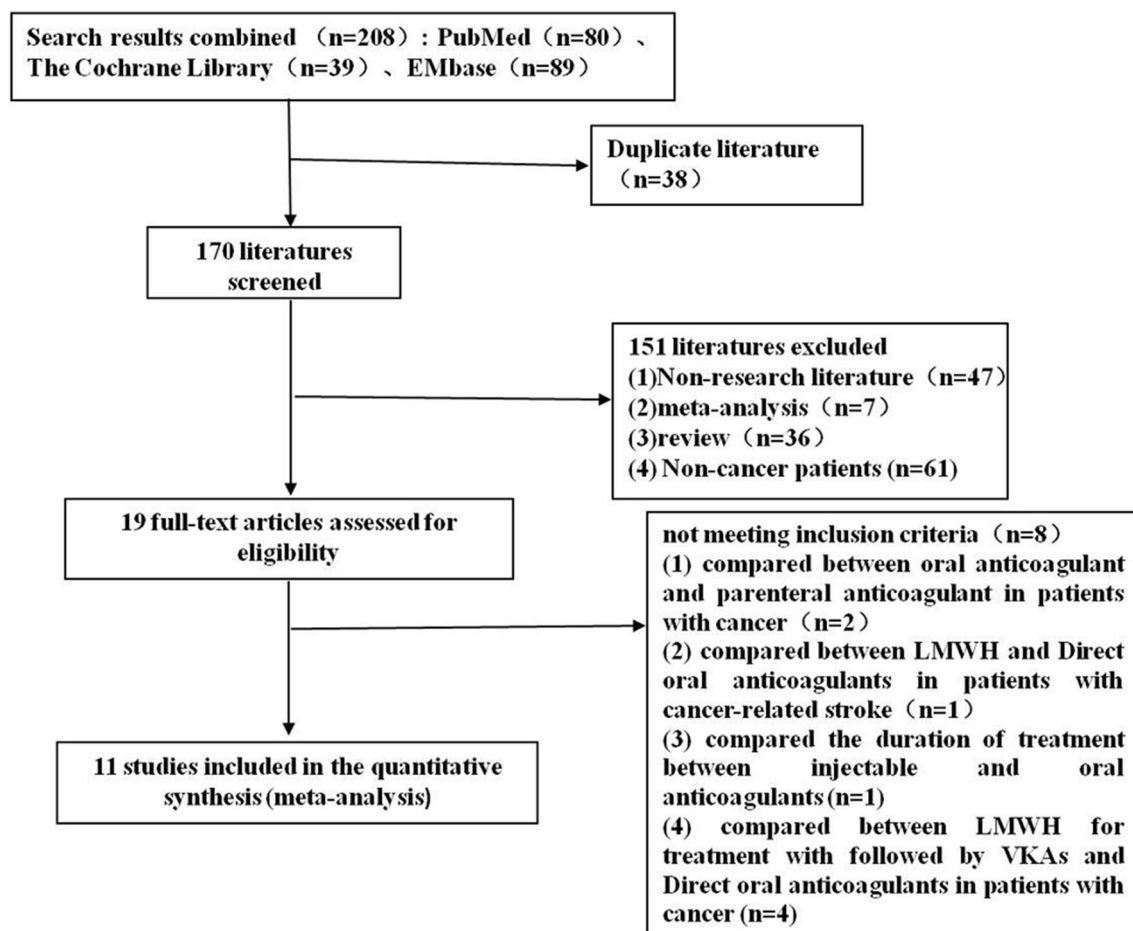 Search results combined （n=208）: PubMed（n=80）、
The Cochrane Library（n=39）、EMbase（n=89）
Duplicate literature
（n=38）
170 literatures
screened
151 literatures excluded
(1)Non-research literature（n=47）
(2)meta-analysis（n=7）
(3)review（n=36）
(4) Non-cancer patients (n=61)
19 full-text articles assessed for
eligibility
not meeting inclusion criteria（n=8）
(1) compared between oral anticoagulant
and parenteral anticoagulant in patients
with cancer（n=2）
(2) compared between LMWH and Direct
oral anticoagulants in patients with
cancer-related stroke（n=1）
(3) compared the duration of treatment
between injectable and oral
anticoagulants (n=1)
(4) compared between LMWH for
treatment with followed by VKAs and
Direct oral anticoagulants in patients with
cancer (n=4)
11 studies included in the quantitative
synthesis (meta-analysis)